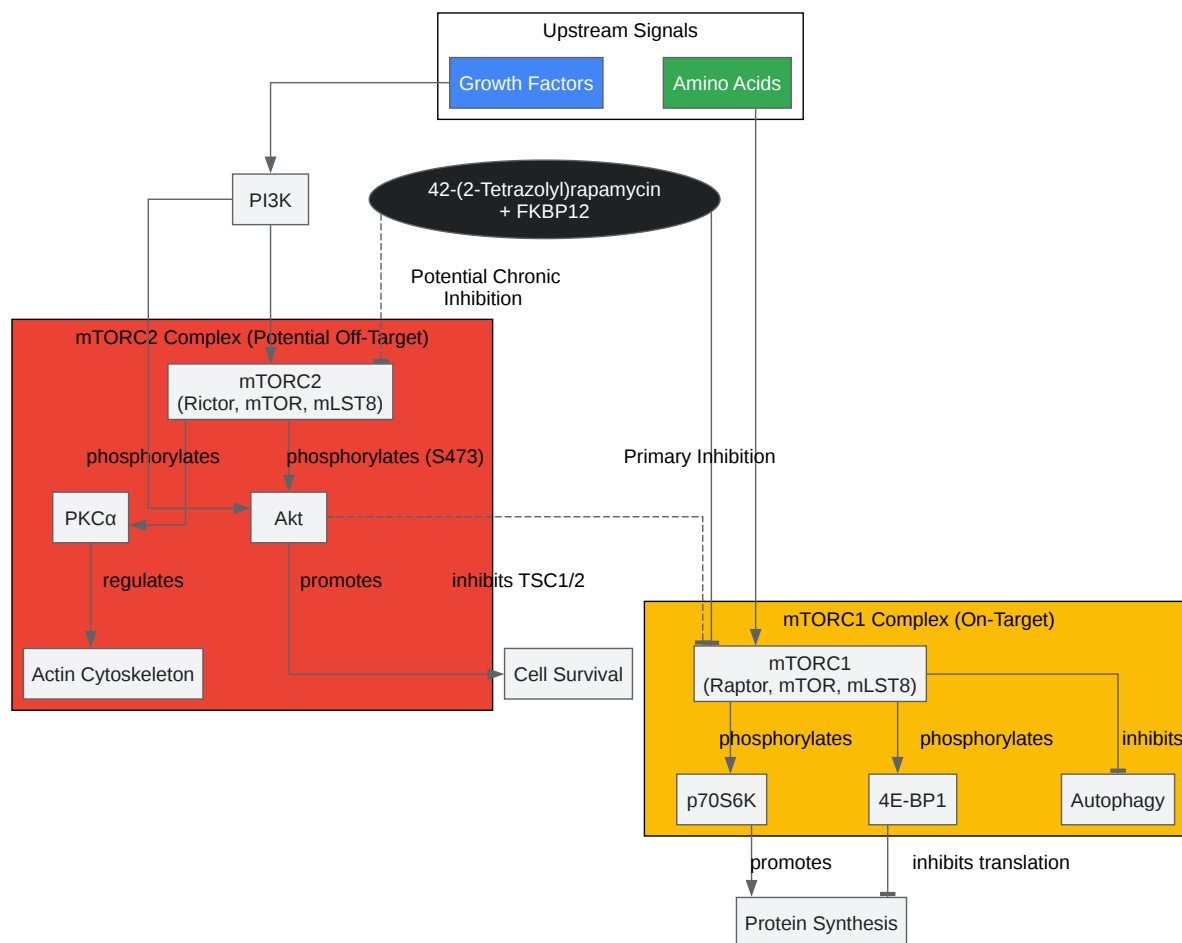 Upstream Signals
Growth Factors
Amino Acids
42-(2-Tetrazolyl)rapamycin
+ FKBP12
PI3K
Potential Chronic
Inhibition
mTORC2 Complex (Potential Off-Target)
mTORC2
(Rictor, mTOR, mLST8)
phosphorylates
phosphorylates (S473)
Primary Inhibition
PKCα
Akt
regulates
promotes
inhibits TSC1/2
mTORC1 Complex (On-Target)
Actin Cytoskeleton
Cell Survival
mTORC1
(Raptor, mTOR, mLST8)
phosphorylates
phosphorylates
inhibits
p70S6K
4E-BP1
Autophagy
promotes
inhibits translation
Protein Synthesis